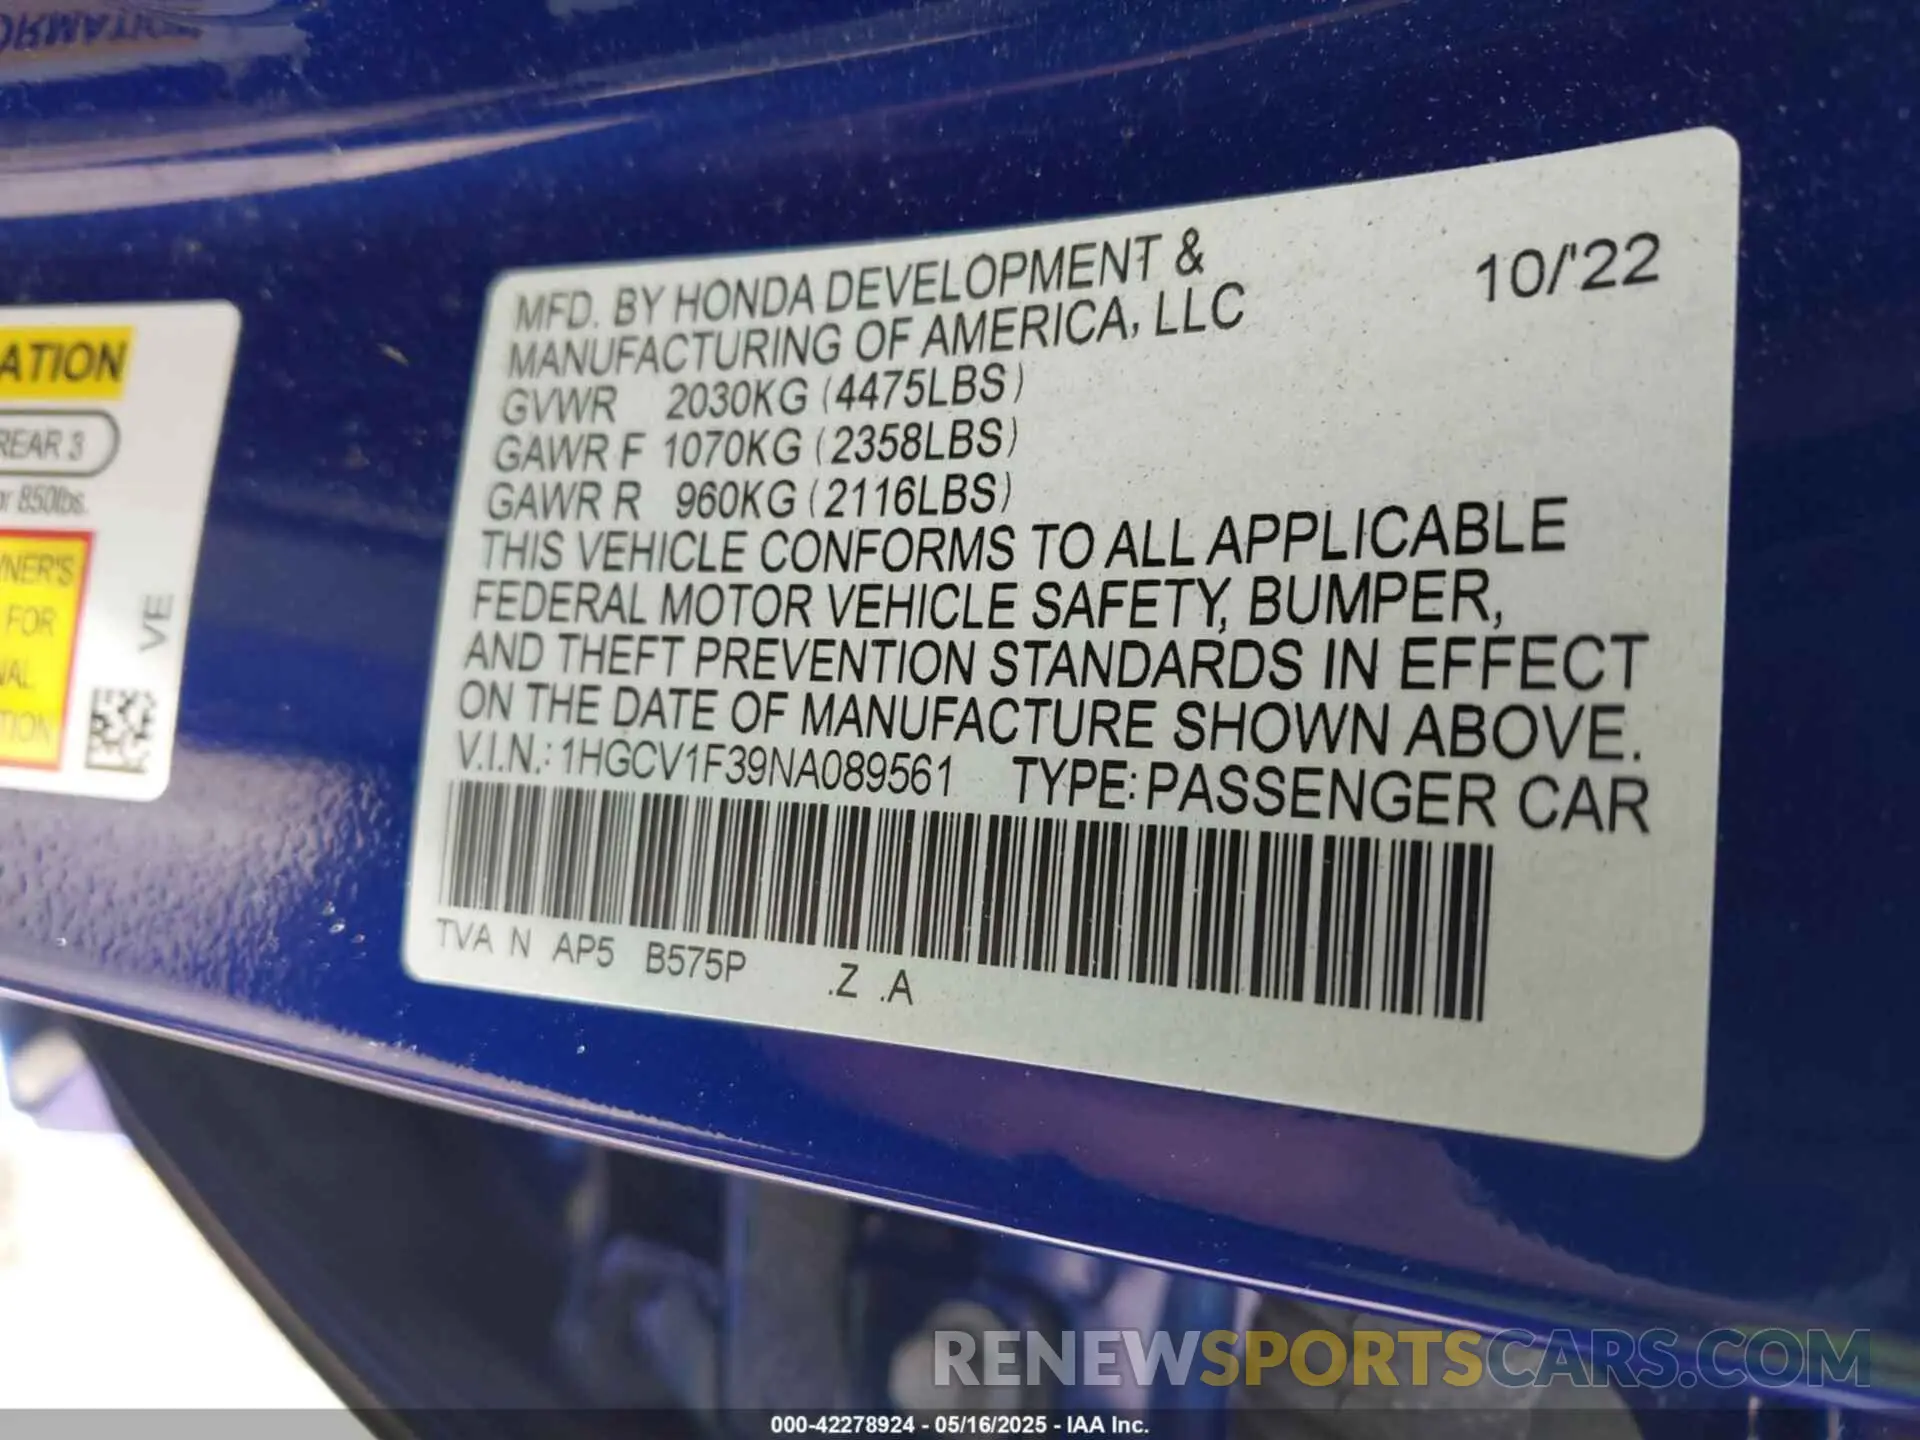 ATION
REAR 3
or 850lbs.
FOR
VE
MFD. BY HONDA DEVELOPMENT &
MANUFACTURING OF AMERICA, LLC
10/'22
GVWR 2030KG (4475LBS)
GAWR F 1070KG (2358LBS)
GAWR R 960KG (2116LBS)
THIS VEHICLE CONFORMS TO ALL APPLICABLE
FEDERAL MOTOR VEHICLE SAFETY, BUMPER,
AND THEFT PREVENTION STANDARDS IN EFFECT
ON THE DATE OF MANUFACTURE SHOWN ABOVE.
V.I.N.: 1HGCV1F39NA089561 TYPE: PASSENGER CAR
TVA N AP5 B575P .Z .A
RENEWSPORTSCARS.COM
000-42278924 - 05/16/2025 - IAA Inc.